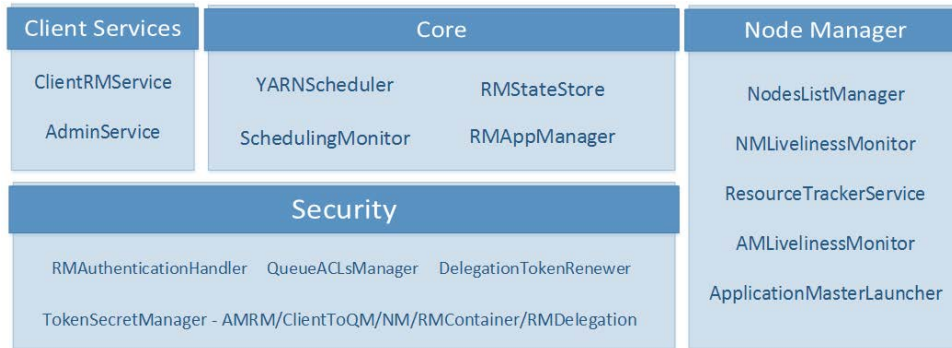 Client Services
ClientRMService
AdminService
Core
YARNScheduler RMStateStore
SchedulingMonitor RMAppManager
Node Manager
NodesListManager
NMLivelinessMonitor
ResourceTrackerService
AMLivelinessMonitor
ApplicationMasterLauncher
Security
RMAuthenticationHandler QueueACLsManager DelegationTokenRenewer
TokenSecretManager - AMRM/ClientToQM/NM/RMContainer/RMDelegation